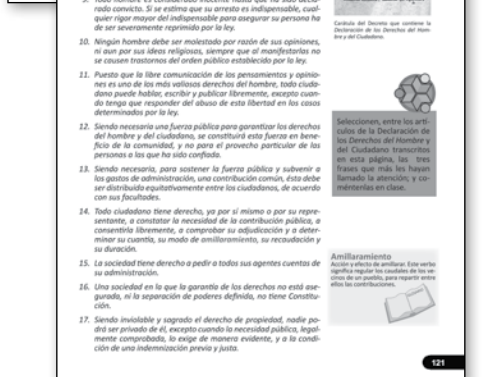 9. Todo hombre es considerado inocente hasta que ha sido decla-
rado convicto. Si se estima que su arresto es indispensable, cual-
quier rigor mayor del indispensable para asegurar su persona ha
de ser severamente reprimido por la ley.
10. Ningún hombre debe ser molestado por razón de sus opiniones,
ni aun por sus ideas religiosas, siempre que al manifestarlas no
se causen trastornos del orden público establecido por la ley.
11. Puesto que la libre comunicación de los pensamientos y opinio-
nes es uno de los más valiosos derechos del hombre, todo ciuda-
dano puede hablar, escribir y publicar libremente, excepto cuan-
do tenga que responder del abuso de esta libertad en los casos
determinados por la ley.
12. Siendo necesaria una fuerza pública para garantizar los derechos
del hombre y del ciudadano, se constituirá esta fuerza en bene-
ficio de la comunidad, y no para el provecho particular de las
personas a las que ha sido confiada.
13. Siendo necesaria, para sostener la fuerza pública y subvenir a
los gastos de administración, una contribución común, ésta debe
ser distribuida equitativamente entre los ciudadanos, de acuerdo
con sus facultades.
14. Todo ciudadano tiene derecho, ya por sí mismo o por su repre-
sentante, a constatar la necesidad de la contribución pública, a
consentirla libremente, a comprobar su adjudicación y a deter-
minar su cuantía, su modo de amillaramiento, su recaudación y
su duración.
15. La sociedad tiene derecho a pedir a todos sus agentes cuentas de
su administración.
16. Una sociedad en la que la garantía de los derechos no está ase-
gurada, ni la separación de poderes definida, no tiene Constitu-
ción.
17. Siendo inviolable y sagrado el derecho de propiedad, nadie po-
drá ser privado de él, excepto cuando la necesidad pública, legal-
mente comprobada, lo exige de manera evidente, y a la condi-
ción de una indemnización previa y justa.
Carátula del Decreto que contiene la
Declaración de los Derechos del Hom-
bre y del Ciudadano.
Seleccionen, entre los artí-
culos de la Declaración de
los Derechos del Hombre y
del Ciudadano transcritos
en esta página, las tres
frases que más les hayan
llamado la atención; y co-
méntenlas en clase.
Amillaramiento
Acción y efecto de amillarar. Este verbo
significa regular los caudales de los ve-
cinos de un pueblo, para repartir entre
ellos las contribuciones.
121